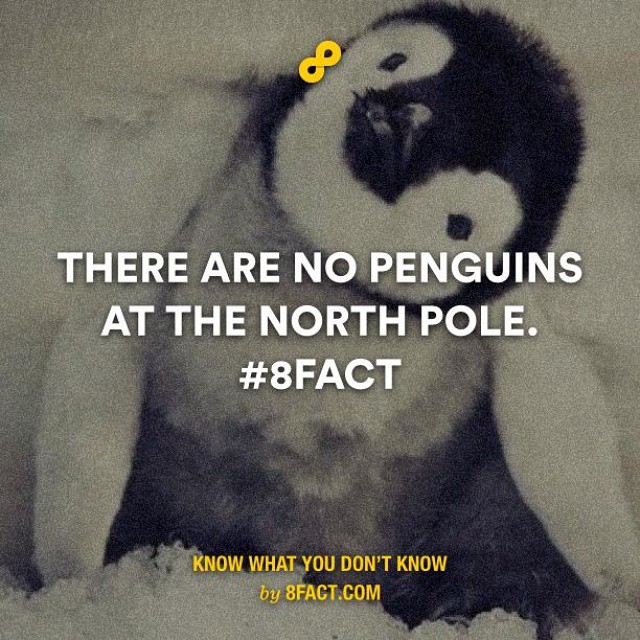 THERE ARE NO PENGUINS
AT THE NORTH POLE.
#8FACT
KNOW WHAT YOU DON'T KNOW
by 8FACT.COM